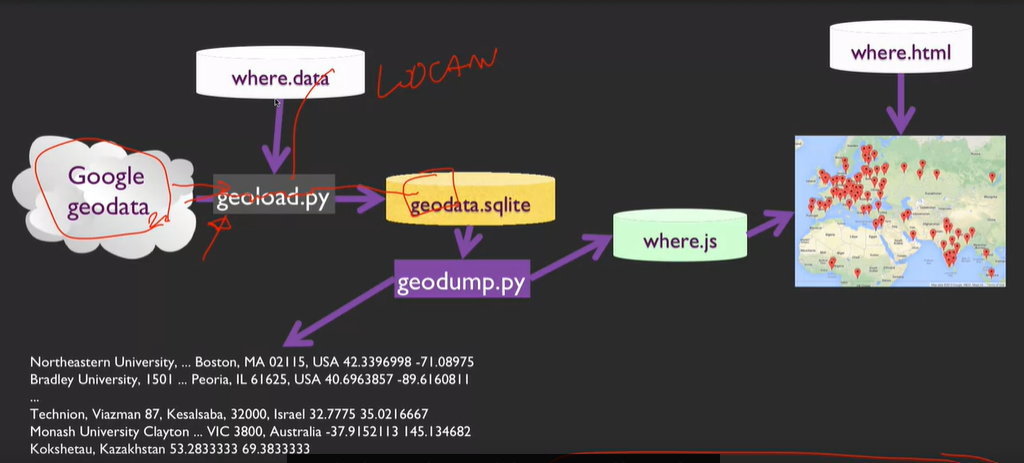 where.html
where.data
Google
geodata
geoload.py
geodata.sqlite
where.js
geodump.py
Northeastern University, ... Boston, MA 02115, USA 42.3396998 -71.08975
Bradley University, 1501 ... Peoria, IL 61625, USA 40.6963857 -89.6160811
...
Technion, Viazman 87, Kesalsaba, 32000, Israel 32.7775 35.0216667
Monash University Clayton ... VIC 3800, Australia -37.9152113 145.134682
Kokshetau, Kazakhstan 53.2833333 69.3833333